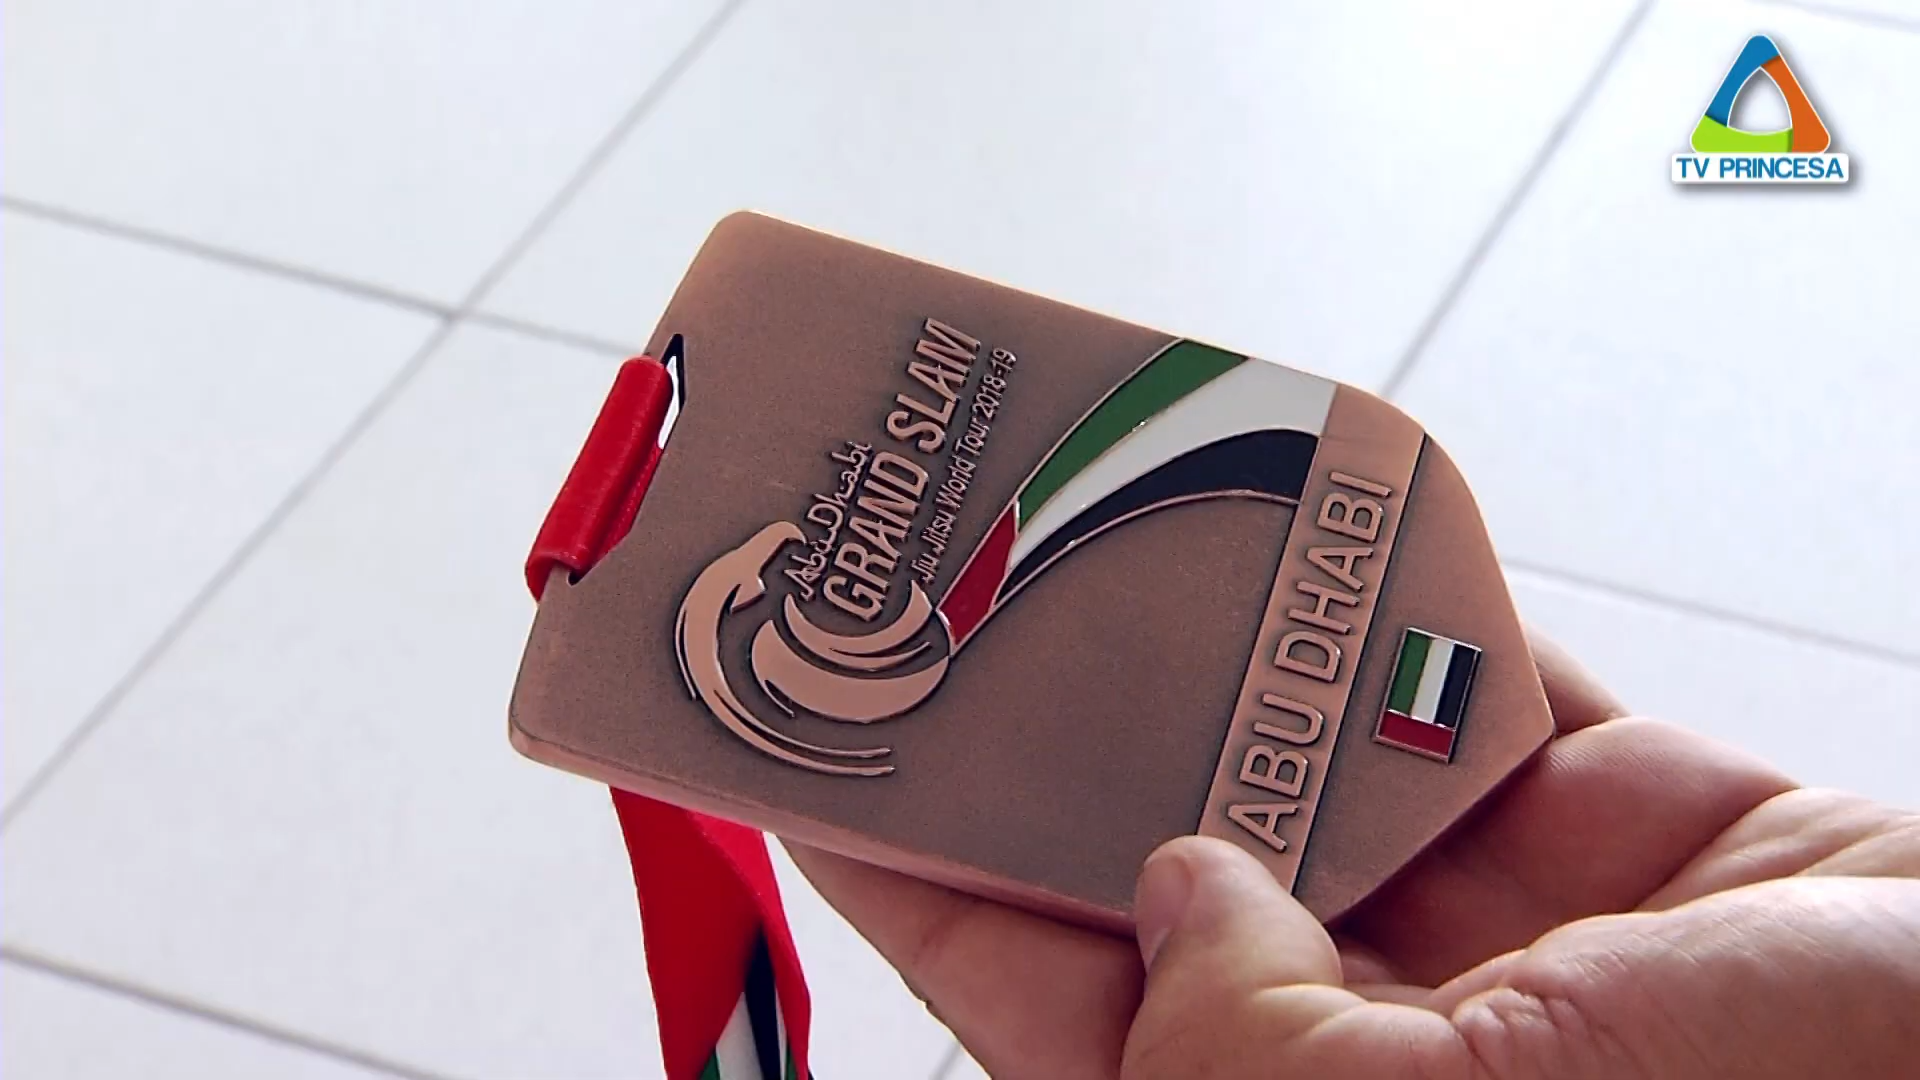 TV PRINCESA
Abu Dhabi
GRAND SLAM
Jiu Jitsu World Tour 2018-19
ABU DHABI